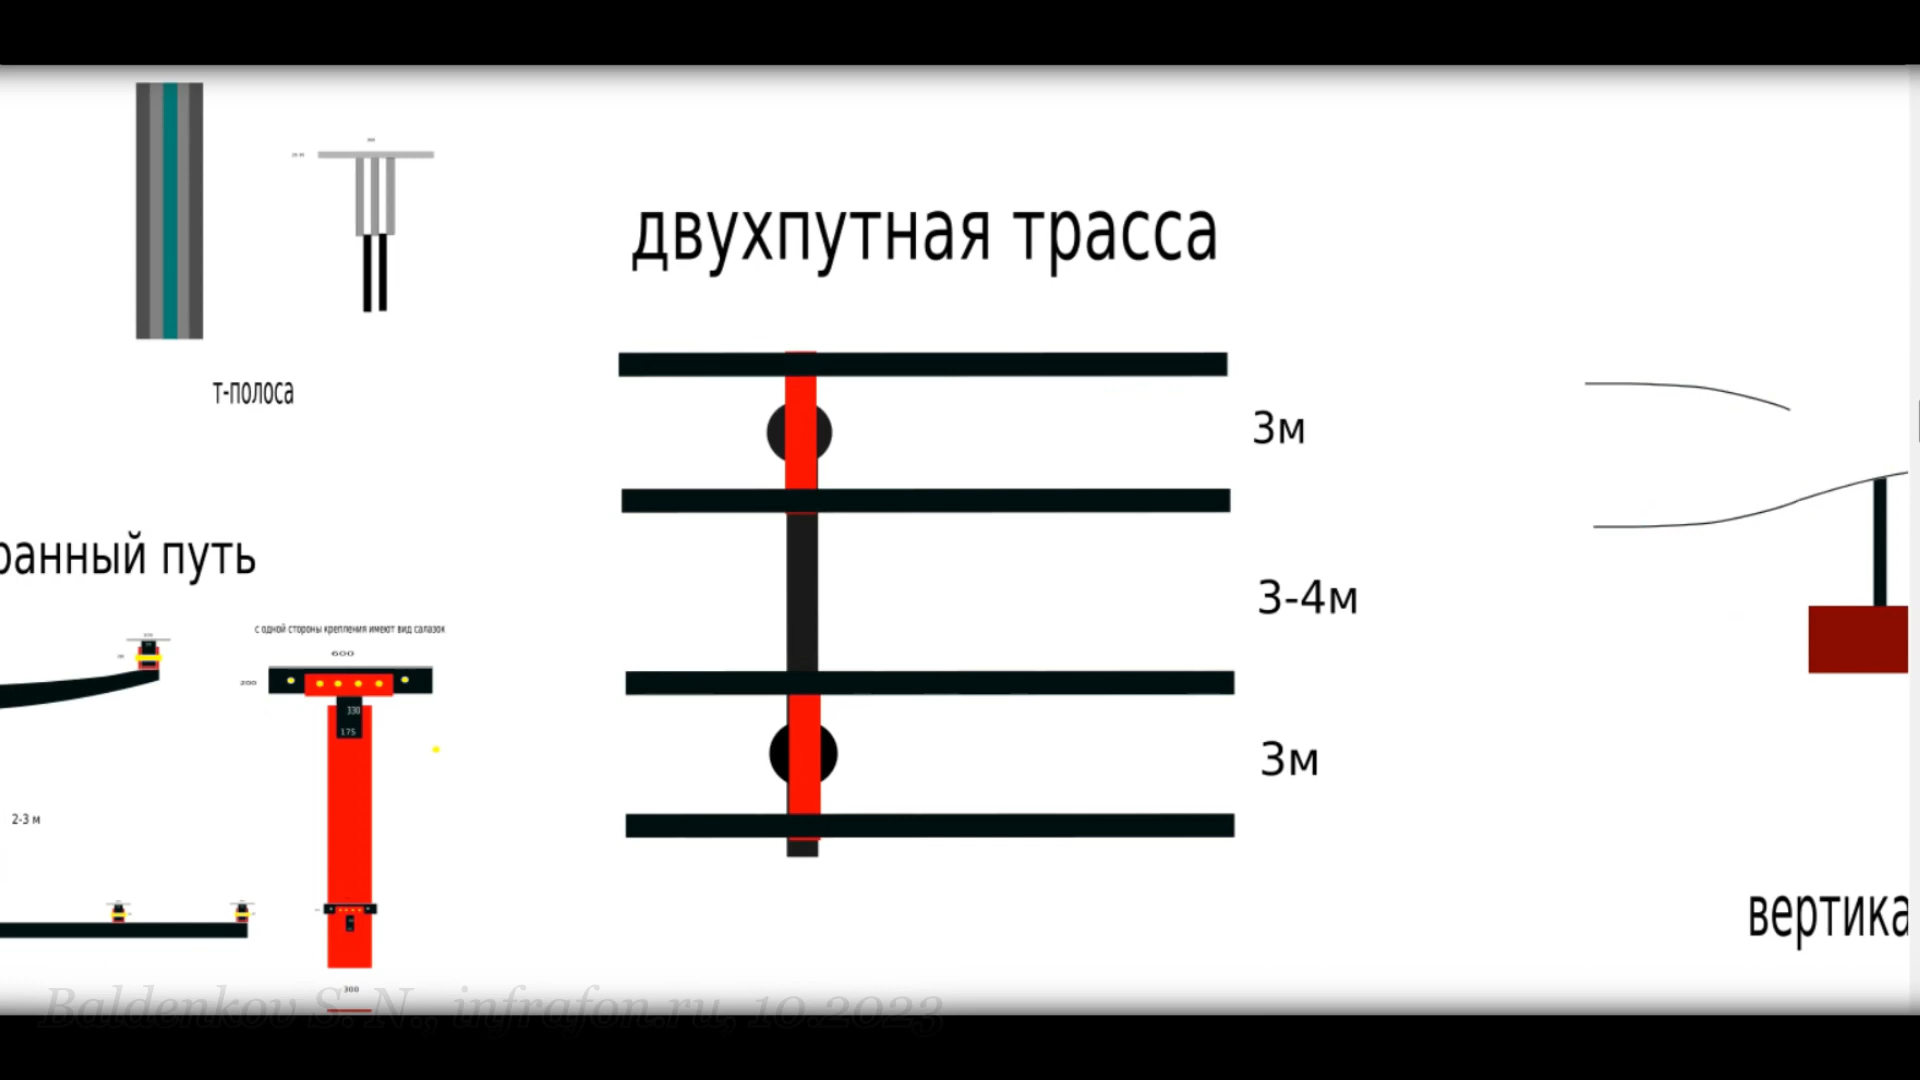 двухпутная трасса
т-полоса
3м
ранный путь
3-4м
с одной стороны крепления имеют вид салазок
600
200
330
175
3м
2-3 м
вертика
300
Baldenkov S. N., infrafon.ru, 10.2023